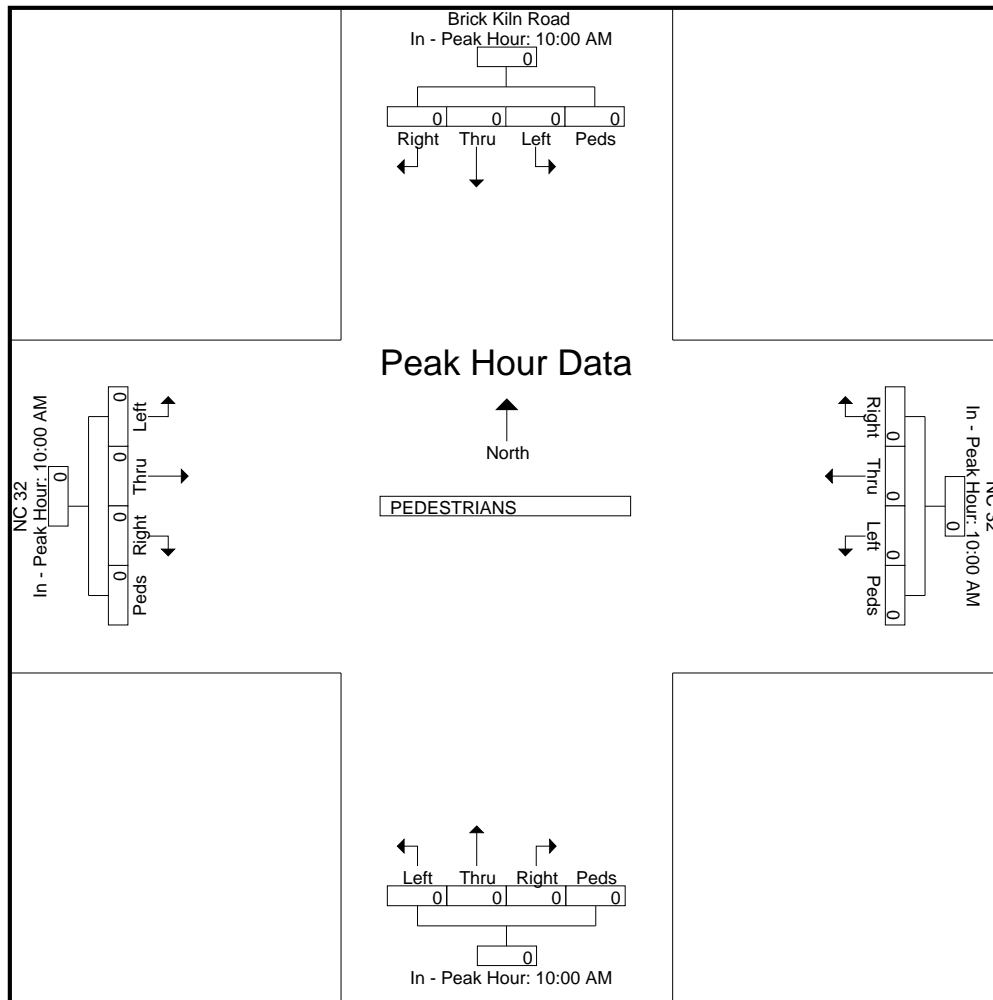 Brick Kiln Road
In - Peak Hour: 10:00 AM
0
0 0 0 0
Right Thru Left Peds
Peak Hour Data
North
PEDESTRIANS
NC 32
In - Peak Hour: 10:00 AM
0
0 0 0 0
Left Thru Right Peds
NC 32
In - Peak Hour: 10:00 AM
0
0 0 0 0
Right Thru Left Peds
Left Thru Right Peds
0 0 0 0
0
In - Peak Hour: 10:00 AM